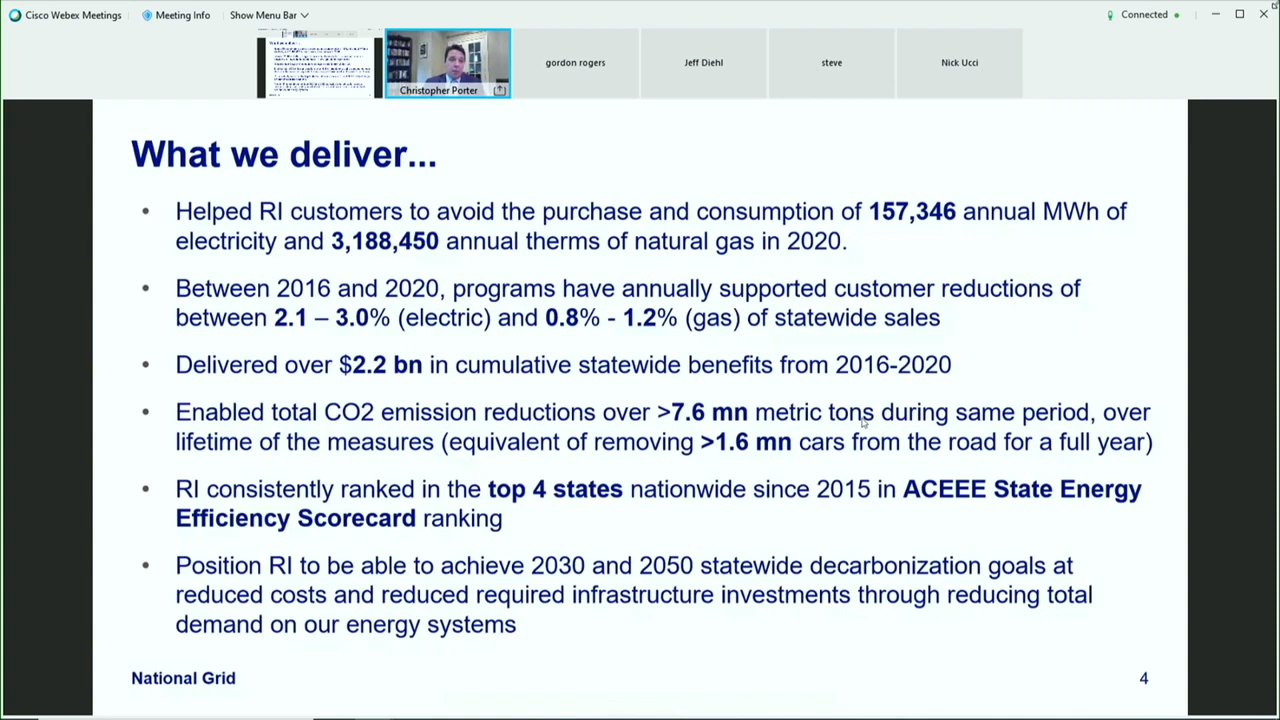 Cisco Webex Meetings
Meeting Info
Show Menu Bar
Connected
Christopher Porter
gordon rogers
Jeff Diehl
steve
Nick Ucci
What we deliver...
• Helped RI customers to avoid the purchase and consumption of 157,346 annual MWh of
electricity and 3,188,450 annual therms of natural gas in 2020.
• Between 2016 and 2020, programs have annually supported customer reductions of
between 2.1 – 3.0% (electric) and 0.8% - 1.2% (gas) of statewide sales
• Delivered over $2.2 bn in cumulative statewide benefits from 2016-2020
• Enabled total CO2 emission reductions over >7.6 mn metric tons during same period, over
lifetime of the measures (equivalent of removing >1.6 mn cars from the road for a full year)
• RI consistently ranked in the top 4 states nationwide since 2015 in ACEEE State Energy
Efficiency Scorecard ranking
• Position RI to be able to achieve 2030 and 2050 statewide decarbonization goals at
reduced costs and reduced required infrastructure investments through reducing total
demand on our energy systems
National Grid
4